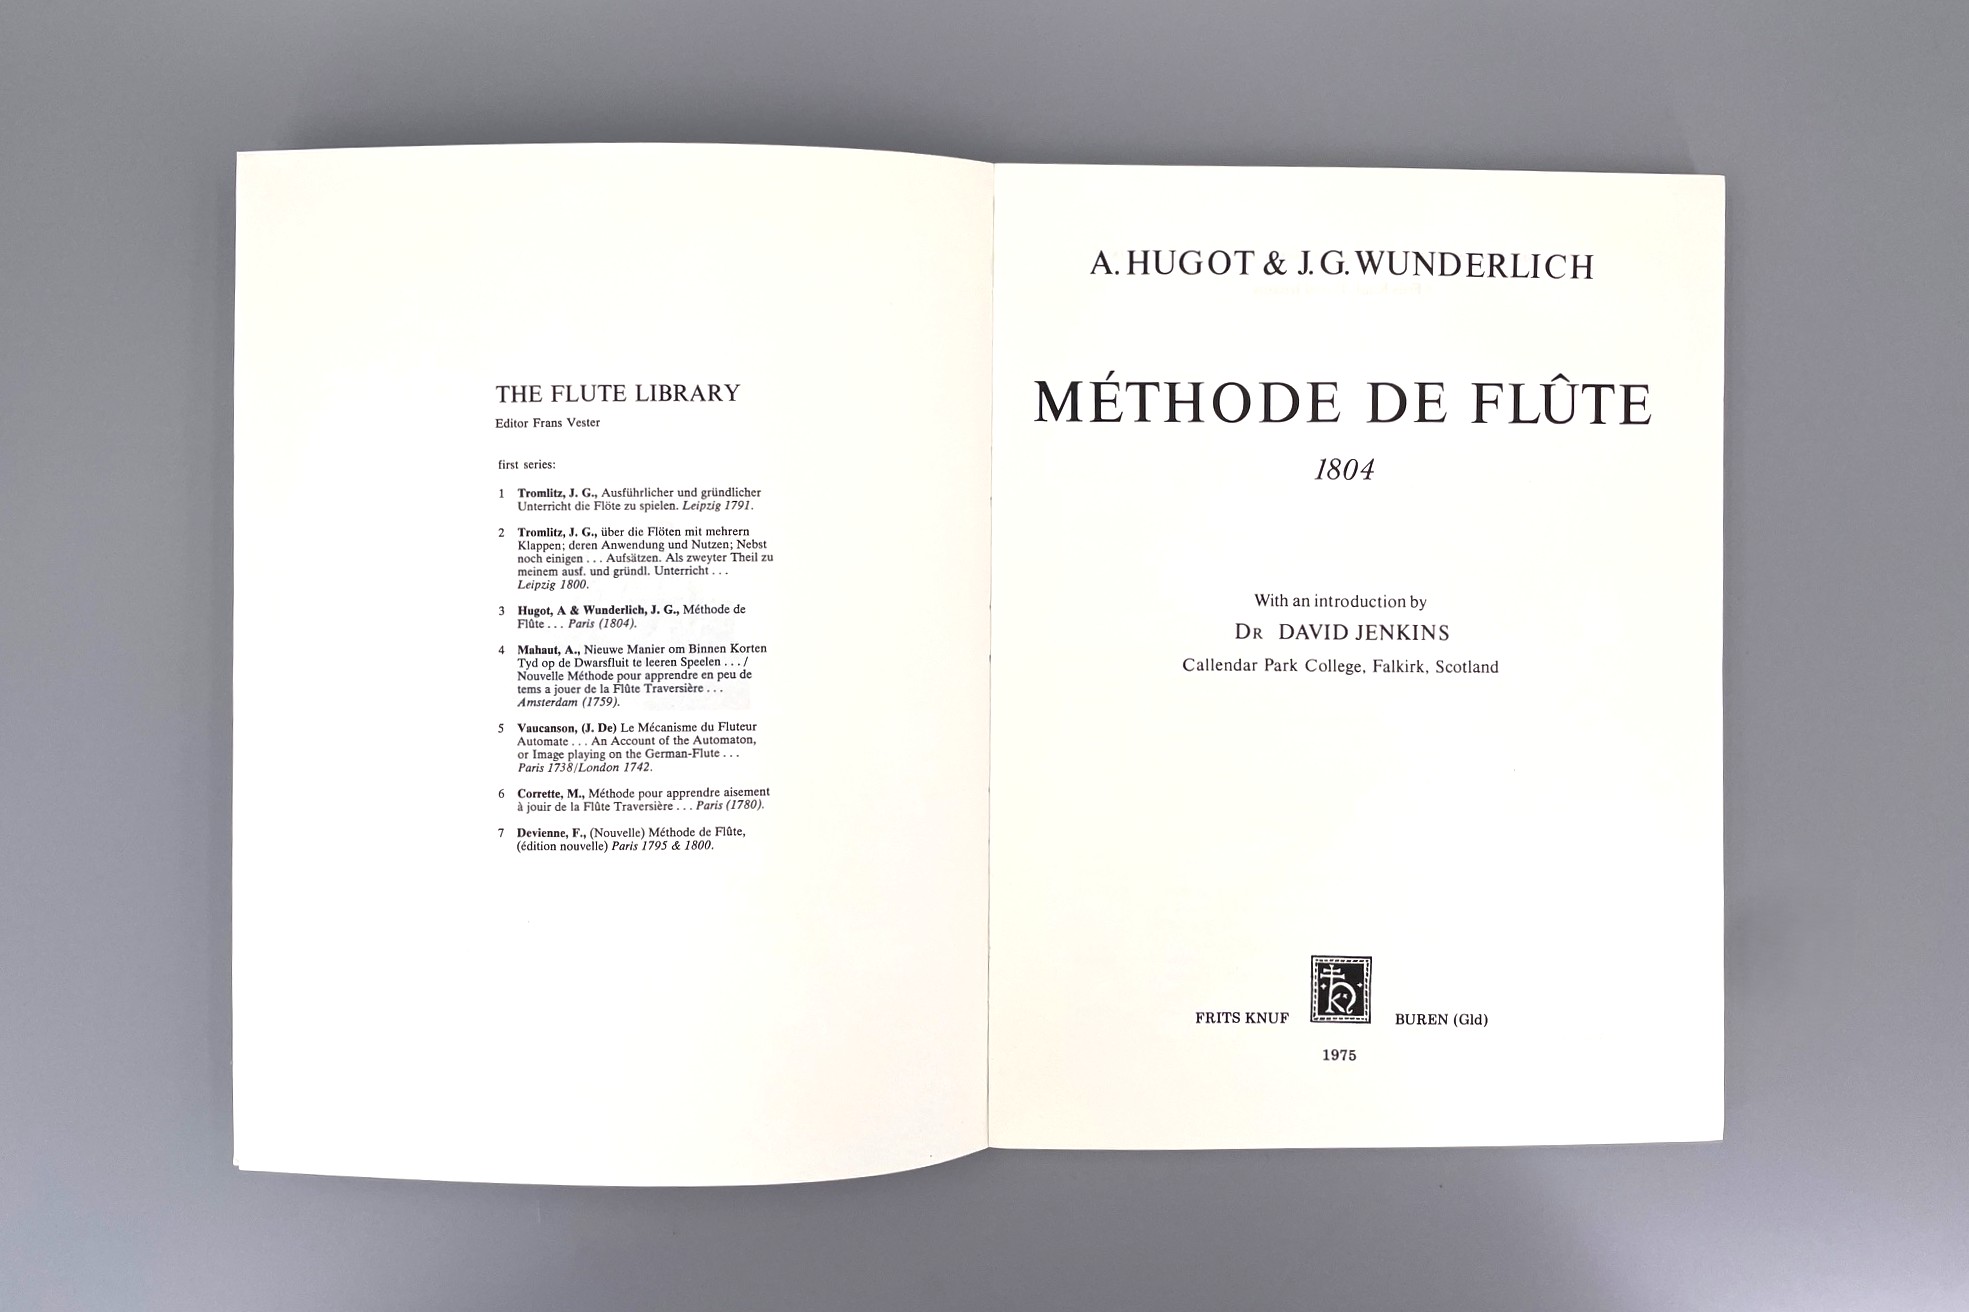 THE FLUTE LIBRARY
Editor Frans Vester
first series:
1 Tromlitz, J. G., Ausführlicher und gründlicher
Unterricht die Flöte zu spielen. Leipzig 1791.
2 Tromlitz, J. G., über die Flöten mit mehrern
Klappen; deren Anwendung und Nutzen; Nebst
noch einigen . . . Aufsätzen. Als zweyter Theil zu
meinem ausf. und gründl. Unterricht . . .
Leipzig 1800.
3 Hugot, A & Wunderlich, J. G., Méthode de
Flûte . . . Paris (1804).
4 Mahaut, A., Nieuwe Manier om Binnen Korten
Tyd op de Dwarsfluit te leeren Speelen . . . /
Nouvelle Méthode pour apprendre en peu de
tems a jouer de la Flûte Traversière . . .
Amsterdam (1759).
5 Vaucanson, (J. De) Le Mécanisme du Fluteur
Automate . . . An Account of the Automaton,
or Image playing on the German-Flute . . .
Paris 1738/London 1742.
6 Corrette, M., Méthode pour apprendre aisement
à jouir de la Flûte Traversière . . . Paris (1780).
7 Devienne, F., (Nouvelle) Méthode de Flûte,
(édition nouvelle) Paris 1795 & 1800.
A. HUGOT & J. G. WUNDERLICH
MÉTHODE DE FLÛTE
1804
With an introduction by
DR DAVID JENKINS
Callendar Park College, Falkirk, Scotland
FRITS KNUF BUREN (Gld)
1975